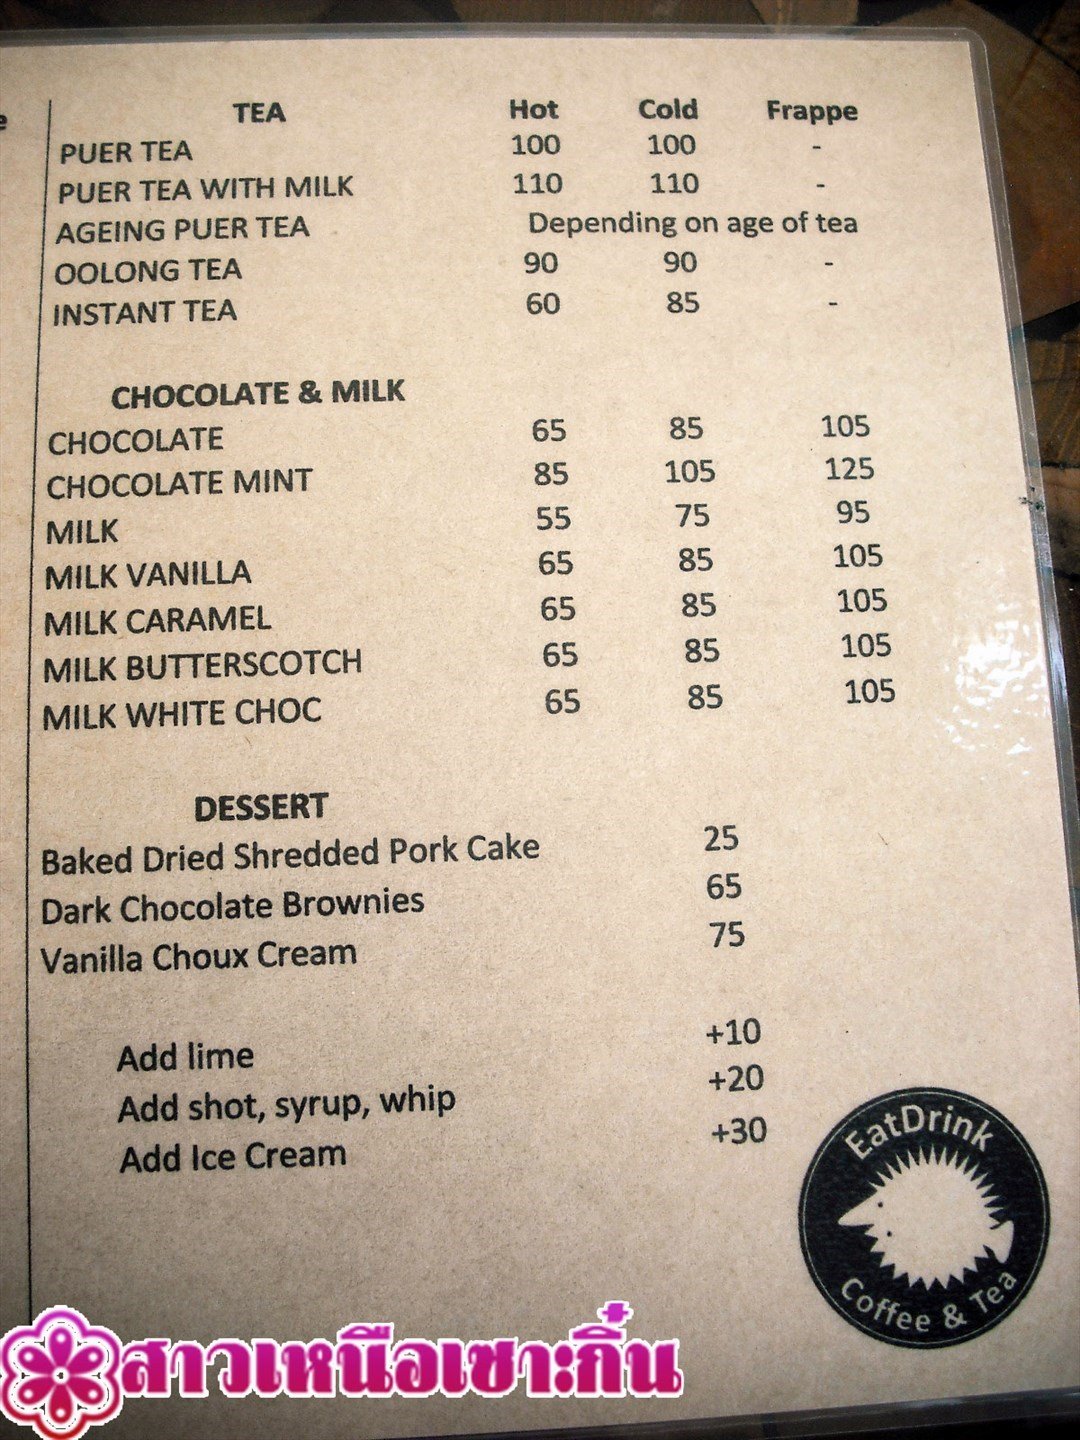 e
TEA Hot Cold Frappe
PUER TEA 100 100 -
PUER TEA WITH MILK 110 110 -
AGEING PUER TEA Depending on age of tea
OOLONG TEA 90 90 -
INSTANT TEA 60 85 -
CHOCOLATE & MILK
CHOCOLATE 65 85 105
CHOCOLATE MINT 85 105 125
MILK 55 75 95
MILK VANILLA 65 85 105
MILK CARAMEL 65 85 105
MILK BUTTERSCOTCH 65 85 105
MILK WHITE CHOC 65 85 105
DESSERT
Baked Dried Shredded Pork Cake 25
Dark Chocolate Brownies 65
Vanilla Choux Cream 75
Add lime +10
Add shot, syrup, whip +20
Add Ice Cream +30
EatDrink
Coffee & Tea
สาวเหนือเซาะกิ๋น